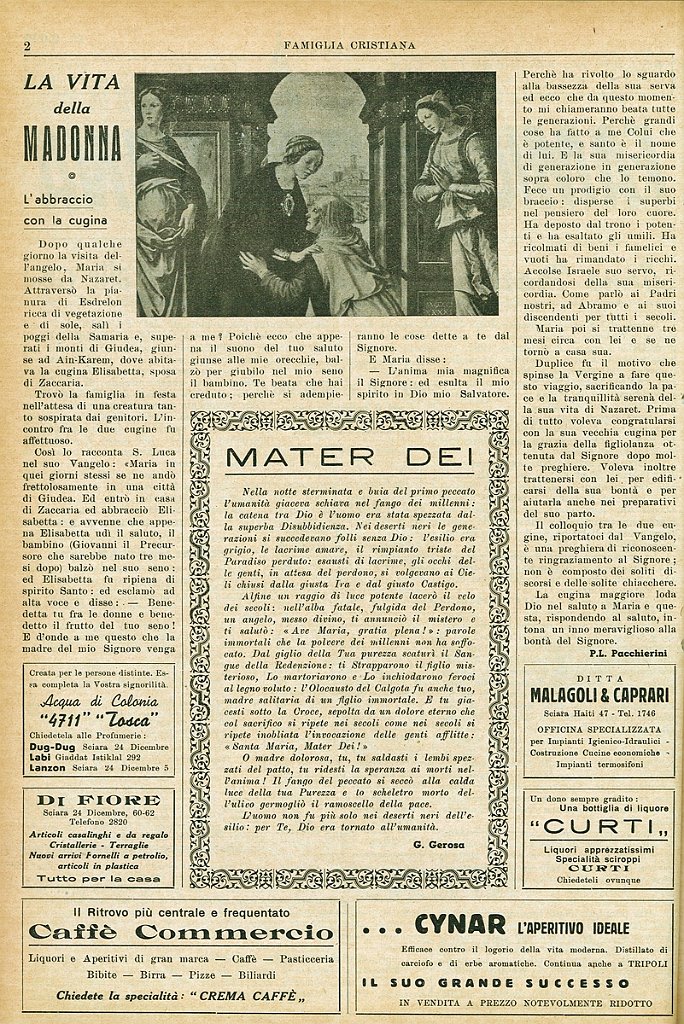 2
FAMIGLIA CRISTIANA
LA VITA
della
MADONNA
L'abbraccio
con la cugina
Dopo qualche
giorno la visita del-
l'angelo, Maria si
mosse da Nazaret.
Attraversò la pia-
nura di Esdrelon
ricca di vegetazione
e di sole, salì i
poggi della Samaria e, supe-
rati i monti di Giudea, giun-
se ad Ain-Karem, dove abita-
va la cugina Elisabetta, sposa
di Zaccaria.
Trovò la famiglia in festa
nell'attesa di una creatura tan-
to sospirata dai genitori. L'in-
contro fra le due cugine fu
affettuoso.
Così lo racconta S. Luca
nel suo Vangelo: «Maria in
quei giorni stessi se ne andò
frettolosamente in una città
di Giudea. Ed entrò in casa
di Zaccaria ed abbracciò Eli-
sabetta: e avvenne che appe-
na Elisabetta udì il saluto, il
bambino (Giovanni il Precur-
sore che sarebbe nato tre me-
si dopo) balzò nel suo seno:
ed Elisabetta fu ripiena di
spirito Santo: ed esclamò ad
alta voce e disse: — Bene-
detta tu fra le donne e bene-
detto il frutto del tuo seno!
E d'onde a me questo che la
madre del mio Signore venga
a me? Poichè ecco che appe-
na il suono del tuo saluto
giunse alle mie orecchie, bal-
zò per giubilo nel mio seno
il bambino. Te beata che hai
creduto; perchè si adempie-
ranno le cose dette a te dal
Signore.
E Maria disse:
— L'anima mia magnifica
il Signore: ed esulta il mio
spirito in Dio mio Salvatore.
Perchè ha rivolto lo sguardo
alla bassezza della sua serva
ed ecco che da questo momen-
to mi chiameranno beata tutte
le generazioni. Perchè grandi
cose ha fatto a me Colui che
è potente, e santo è il nome
di lui. E la sua misericordia
di generazione in generazione
sopra coloro che lo temono.
Fece un prodigio con il suo
braccio: disperse i superbi
nel pensiero del loro cuore.
Ha deposto dal trono i poten-
ti e ha esaltato gli umili. Ha
ricolmati di beni i famelici e
vuoti ha rimandato i ricchi.
Accolse Israele suo servo, ri-
cordandosi della sua miseri-
cordia. Come parlò ai Padri
nostri, ad Abramo e ai suoi
discendenti per tutti i secoli.
Maria poi si trattenne tre
mesi circa con lei e se ne
tornò a casa sua.
Duplice fu il motivo che
spinse la Vergine a fare que-
sto viaggio, sacrificando la pa-
ce e la tranquillità serena del-
la sua vita di Nazaret. Prima
di tutto voleva congratularsi
con la sua vecchia cugina per
la grazia della figliolanza ot-
tenuta dal Signore dopo mol-
te preghiere. Voleva inoltre
trattenersi con lei, per edifi-
carsi della sua bontà e per
aiutarla anche nei preparativi
del suo parto.
Il colloquio tra le due cu-
gine, riportatoci dal Vangelo,
è una preghiera di riconoscen-
te ringraziamento al Signore;
non è composto dei soliti di-
scorsi e delle solite chiacchere.
La cugina maggiore loda
Dio nel saluto a Maria e que-
sta, rispondendo al saluto, in-
tona un inno meraviglioso alla
bontà del Signore.
P.L. Pacchierini
MATER DEI
Nella notte sterminata e buia del primo peccato
l'umanità giaceva schiava nel fango dei millenni:
la catena tra Dio è l'uomo era stata spezzata dal-
la superba Disubbidienza. Nei deserti neri le gene-
razioni si succedevano folli senza Dio: l'esilio era
grigio, le lacrime amare, il rimpianto triste del
Paradiso perduto: esausti di lacrime, gli occhi del-
le genti, in attesa del perdono, si volgevano ai Cie-
li chiusi dalla giusta Ira e dal giusto Castigo.
Alfine un raggio di luce potente lacerò il velo
dei secoli: nell'alba fatale, fulgida del Perdono,
un angelo, messo divino, ti annunciò il mistero e
ti salutò: «Ave Maria, gratia plena!»: parole
immortali che la polvere dei millenni non ha soffo-
cato. Dal giglio della Tua purezza scaturì il San-
gue della Redenzione: ti Strapparono il figlio mis-
terioso, Lo martoriarono e Lo inchiodarono feroci
al legno voluto: l'Olocausto del Calgota fu anche tuo,
madre salitaria di un figlio immortale. E tu gia-
cesti sotto la Croce, sepolta da un dolore eterno che
col sacrifico si ripete nei secoli come nei secoli si
ripete inobliata l'invocazione delle genti afflitte:
«Santa Maria, Mater Dei!»
O madre dolorosa, tu, tu saldasti i lembi spez-
zati del patto, tu ridesti la speranza ai morti nel-
l'anima! Il fango del peccato si seccò alla calda
luce della tua Purezza e lo scheletro morto del-
l'ulico germogliò il ramoscello della pace.
L'uomo non fu più solo nei deserti neri dell'e-
silio: per Te, Dio era tornato all'umanità.
G. Gerosa
Creata per le persone distinte. Es-
sa completa la Vostra signorilità.
Acqua di Colonia
"4711" "Tosca"
Chiedetela alle Profumerie:
Dug-Dug Sciara 24 Dicembre
Labi Giaddat Istiklal 292
Lanzon Sciara 24 Dicembre 5
DI FIORE
Sciara 24 Dicembre, 60-62
Telefono 2820
Articoli casalinghi e da regalo
Cristallerie - Terraglie
Nuovi arrivi Fornelli a petrolio,
articoli in plastica
Tutto per la casa
DITTA
MALAGOLI & CAPRARI
Sciara Haiti 47 - Tel. 1746
OFFICINA SPECIALIZZATA
per Impianti Igienico-Idraulici -
Costruzione Cucine economiche -
Impianti termosifoni
Un dono sempre gradito:
Una bottiglia di liquore
"CURTI„
Liquori apprezzatissimi
Specialità sciroppi
CURTI
Chiedeteli ovunque
Il Ritrovo più centrale e frequentato
Caffè Commercio
Liquori e Aperitivi di gran marca — Caffè — Pasticceria
Bibite — Birra — Pizze — Biliardi
Chiedete la specialità: "CREMA CAFFÈ„
... CYNAR L'APERITIVO IDEALE
Efficace contro il logorio della vita moderna. Distillato di
carciofo e di erbe aromatiche. Continua anche a TRIPOLI
IL SUO GRANDE SUCCESSO
IN VENDITA A PREZZO NOTEVOLMENTE RIDOTTO